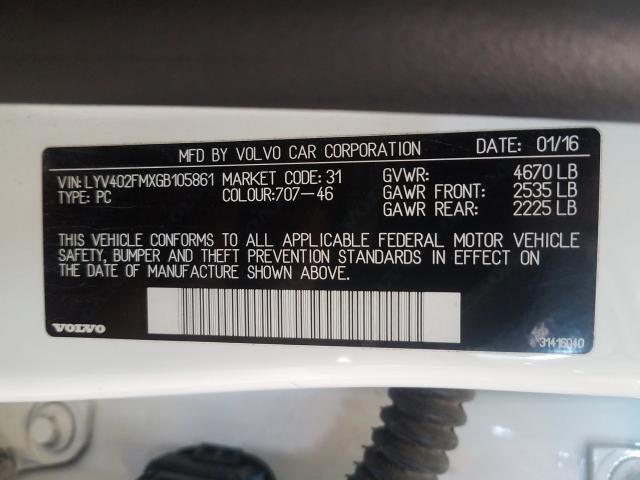 MFD BY VOLVO CAR CORPORATION DATE: 01/16
VIN: LYV402FMXGB105861 MARKET CODE: 31 GVWR: 4670 LB
TYPE: PC COLOUR:707-46 GAWR FRONT: 2535 LB
GAWR REAR: 2225 LB
THIS VEHICLE CONFORMS TO ALL APPLICABLE FEDERAL MOTOR VEHICLE
SAFETY, BUMPER AND THEFT PREVENTION STANDARDS IN EFFECT ON
THE DATE OF MANUFACTURE SHOWN ABOVE.
VOLVO
31416040